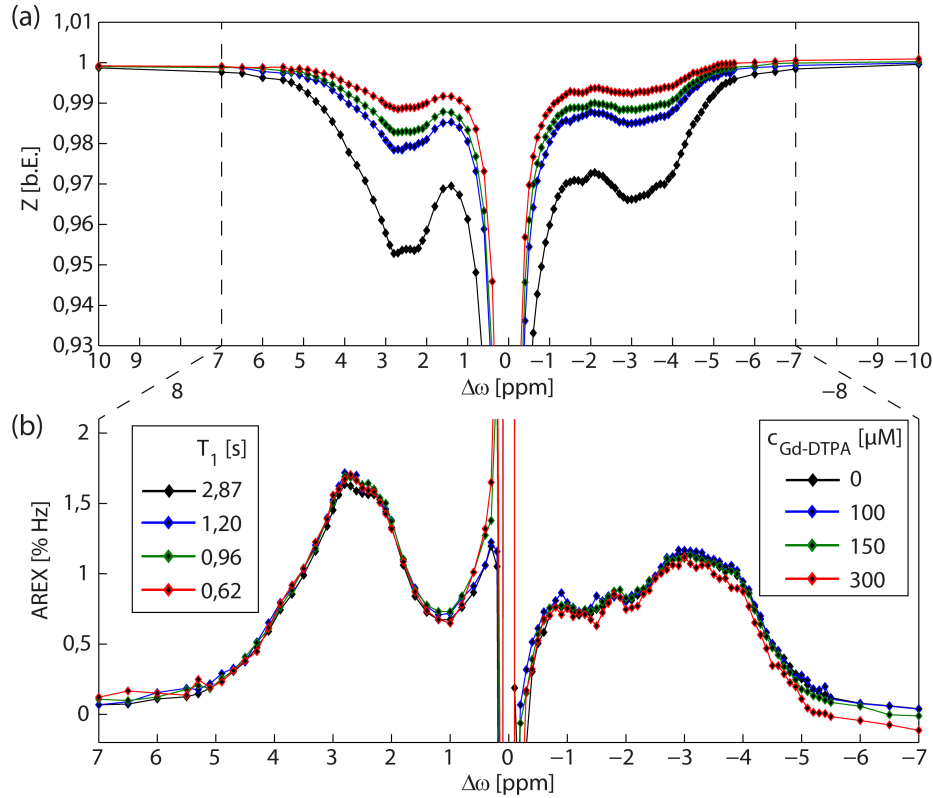 (a)
1,01
1
0,99
0,98
0,97
0,96
0,95
0,94
0,93
Z [b.E.]
10 9 8 7 6 5 4 3 2 1 0 −1 −2 −3 −4 −5 −6 −7 −8 −10
Δω [ppm]
(b)
2
1,5
1
0,5
0
AREX [% Hz]
T1 [s]
2,87
1,20
0,96
0,62
cGd-DTPA [µM]
0
100
150
300
7 6 5 4 3 2 1 0 −1 −2 −3 −4 −5 −6 −7
Δω [ppm]